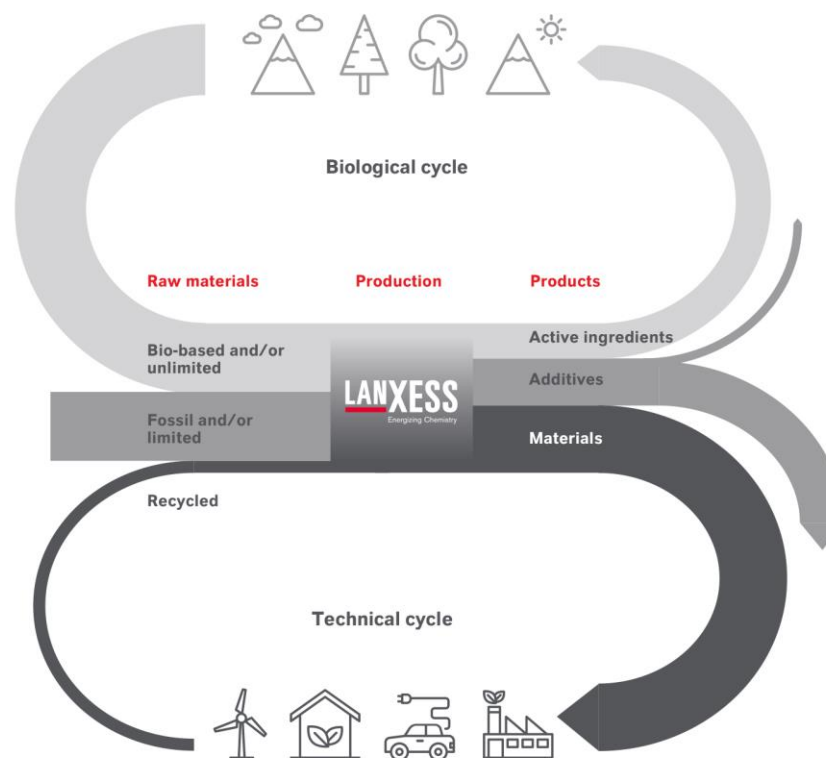 Biological cycle
Raw materials
Production
Products
Bio-based and/or
unlimited
Active ingredients
Additives
LANXESS
Energizing Chemistry
Fossil and/or
limited
Materials
Recycled
Technical cycle